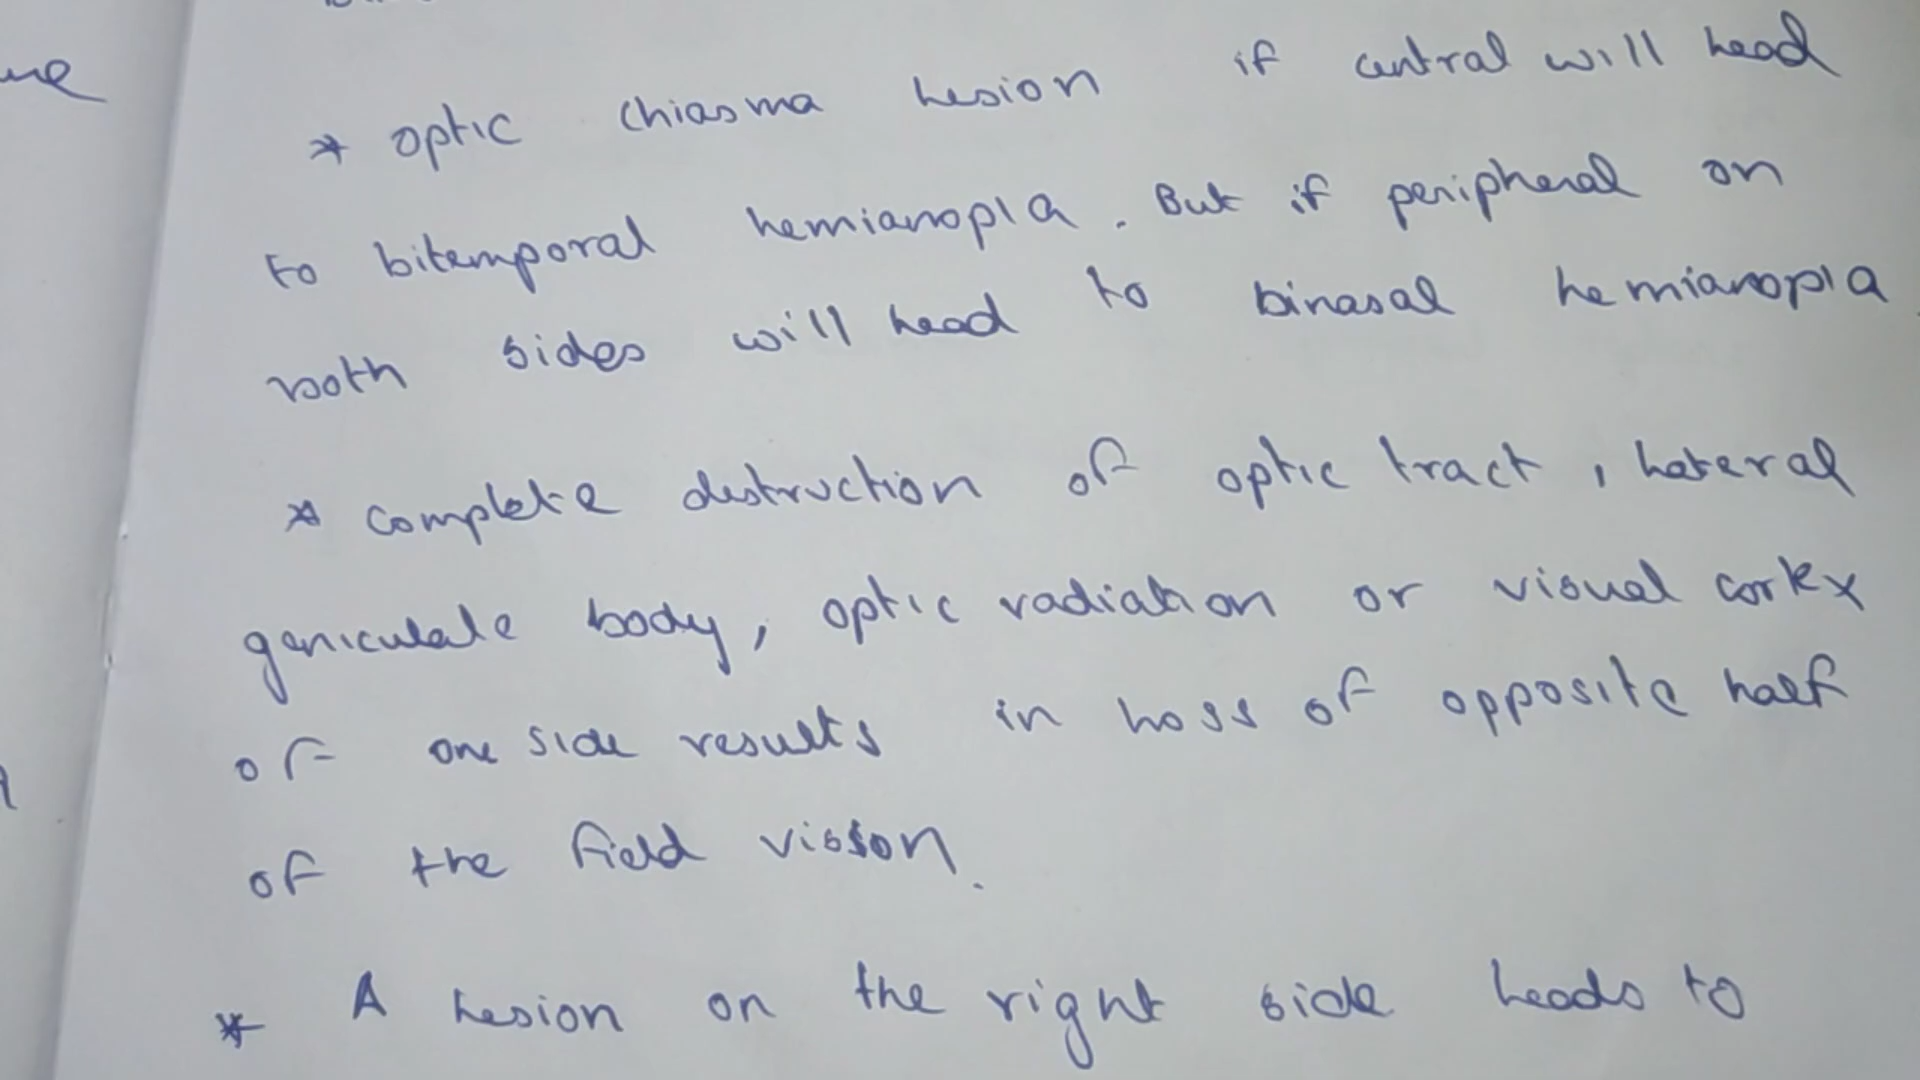 * optic chiasma lesion if central will lead
to bitemporal hemianopia. But if peripheral on
both sides will lead to binasal hemianopia.
* complete destruction of optic tract, lateral
geniculate body, optic radiation or visual cortex
of one side results in loss of opposite half
of the field vission.
* A lesion on the right side leads to